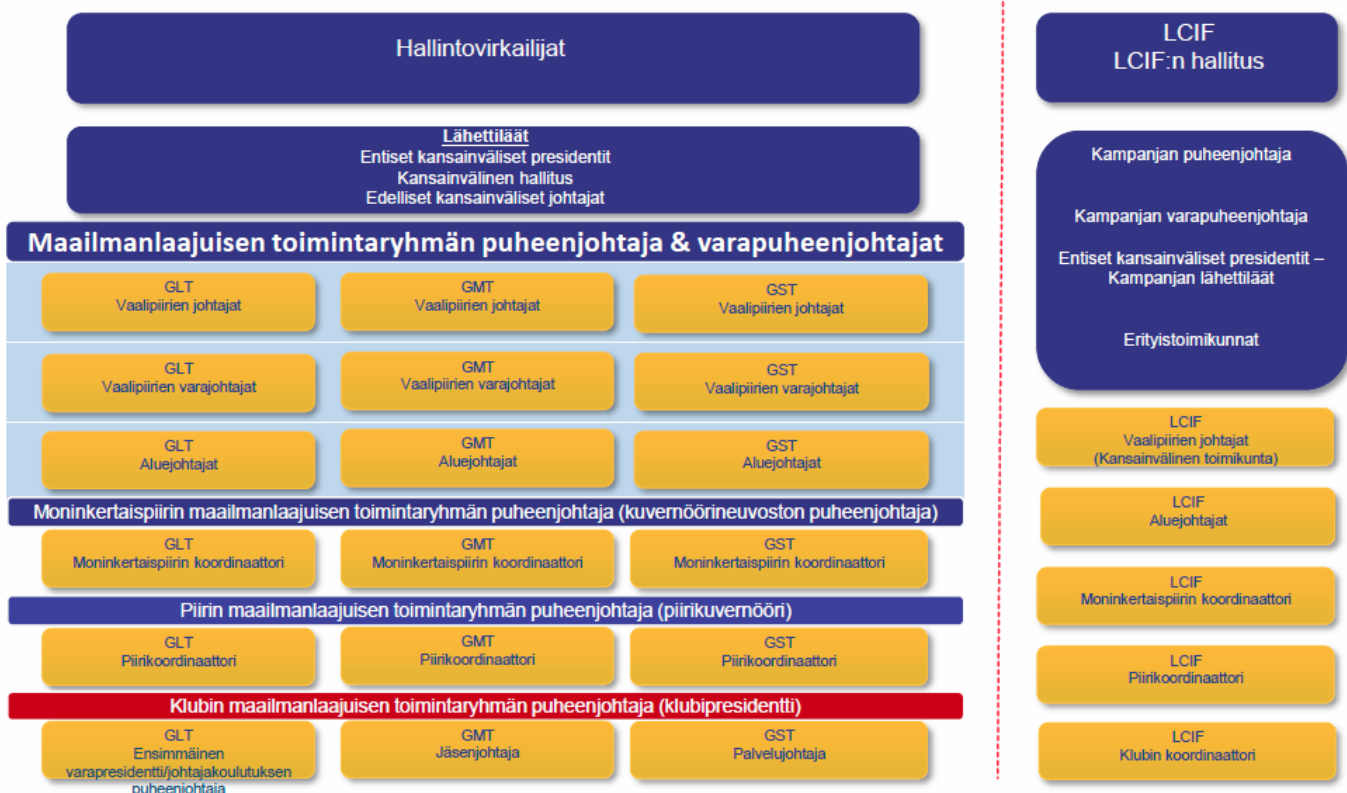 Hallintovirkailijat
Lähettiläät
Entiset kansainväliset presidentit
Kansainvälinen hallitus
Edelliset kansainväliset johtajat
Maailmanlaajuisen toimintaryhmän puheenjohtaja & varapuheenjohtajat
GLT
Vaalipiirien johtajat
GMT
Vaalipiirien johtajat
GST
Vaalipiirien johtajat
GLT
Vaalipiirien varajohtajat
GMT
Vaalipiirien varajohtajat
GST
Vaalipiirien varajohtajat
GLT
Aluejohtajat
GMT
Aluejohtajat
GST
Aluejohtajat
Moninkertaispiirin maailmanlaajuisen toimintaryhmän puheenjohtaja (kuvernöörineuvoston puheenjohtaja)
GLT
Moninkertaispiirin koordinaattori
GMT
Moninkertaispiirin koordinaattori
GST
Moninkertaispiirin koordinaattori
Piirin maailmanlaajuisen toimintaryhmän puheenjohtaja (piirikuvernööri)
GLT
Piirikoordinaattori
GMT
Piirikoordinaattori
GST
Piirikoordinaattori
Klubin maailmanlaajuisen toimintaryhmän puheenjohtaja (klubipresidentti)
GLT
Ensimmäinen
varapresidentti/johtajakoulutuksen
puheenjohtaja
GMT
Jäsenjohtaja
GST
Palvelujohtaja
LCIF
LCIF:n hallitus
Kampanjan puheenjohtaja
Kampanjan varapuheenjohtaja
Entiset kansainväliset presidentit –
Kampanjan lähettiläät
Erityistoimikunnat
LCIF
Vaalipiirien johtajat
(Kansainvälinen toimikunta)
LCIF
Aluejohtajat
LCIF
Moninkertaispiirin koordinaattori
LCIF
Piirikoordinaattori
LCIF
Klubin koordinaattori